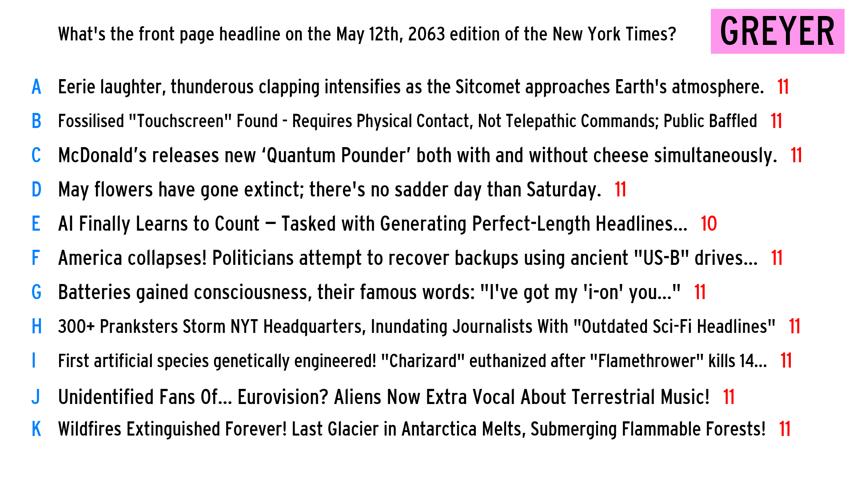 What's the front page headline on the May 12th, 2063 edition of the New York Times?
GREYER
A Eerie laughter, thunderous clapping intensifies as the Sitcomet approaches Earth's atmosphere. 11
B Fossilised "Touchscreen" Found - Requires Physical Contact, Not Telepathic Commands; Public Baffled 11
C McDonald’s releases new ‘Quantum Pounder’ both with and without cheese simultaneously. 11
D May flowers have gone extinct; there's no sadder day than Saturday. 11
E AI Finally Learns to Count – Tasked with Generating Perfect-Length Headlines... 10
F America collapses! Politicians attempt to recover backups using ancient "US-B" drives... 11
G Batteries gained consciousness, their famous words: "I've got my 'i-on' you..." 11
H 300+ Pranksters Storm NYT Headquarters, Inundating Journalists With "Outdated Sci-Fi Headlines" 11
I First artificial species genetically engineered! "Charizard" euthanized after "Flamethrower" kills 14... 11
J Unidentified Fans Of... Eurovision? Aliens Now Extra Vocal About Terrestrial Music! 11
K Wildfires Extinguished Forever! Last Glacier in Antarctica Melts, Submerging Flammable Forests! 11